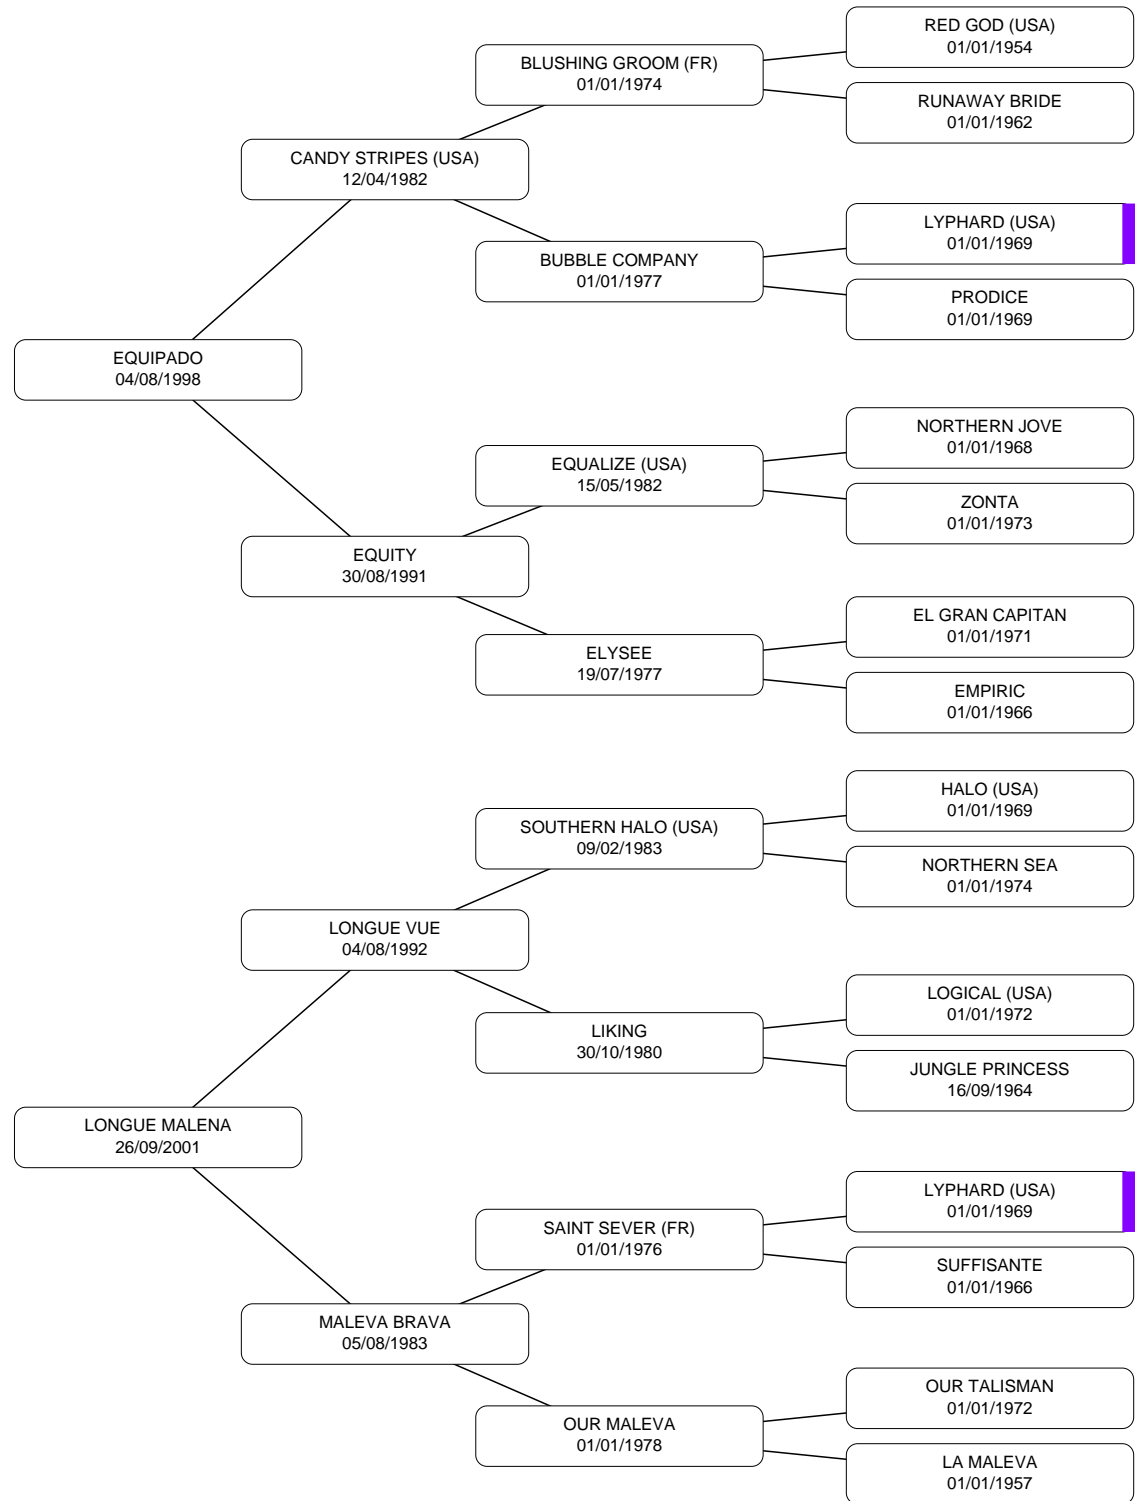 RED GOD (USA)
01/01/1954
BLUSHING GROOM (FR)
01/01/1974
RUNAWAY BRIDE
01/01/1962
CANDY STRIPES (USA)
12/04/1982
LYPHARD (USA)
01/01/1969
BUBBLE COMPANY
01/01/1977
PRODICE
01/01/1969
EQUIPADO
04/08/1998
NORTHERN JOVE
01/01/1968
EQUALIZE (USA)
15/05/1982
ZONTA
01/01/1973
EQUITY
30/08/1991
EL GRAN CAPITAN
01/01/1971
ELYSEE
19/07/1977
EMPIRIC
01/01/1966
HALO (USA)
01/01/1969
SOUTHERN HALO (USA)
09/02/1983
NORTHERN SEA
01/01/1974
LONGUE VUE
04/08/1992
LOGICAL (USA)
01/01/1972
LIKING
30/10/1980
JUNGLE PRINCESS
16/09/1964
LONGUE MALENA
26/09/2001
LYPHARD (USA)
01/01/1969
SAINT SEVER (FR)
01/01/1976
SUFFISANTE
01/01/1966
MALEVA BRAVA
05/08/1983
OUR TALISMAN
01/01/1972
OUR MALEVA
01/01/1978
LA MALEVA
01/01/1957